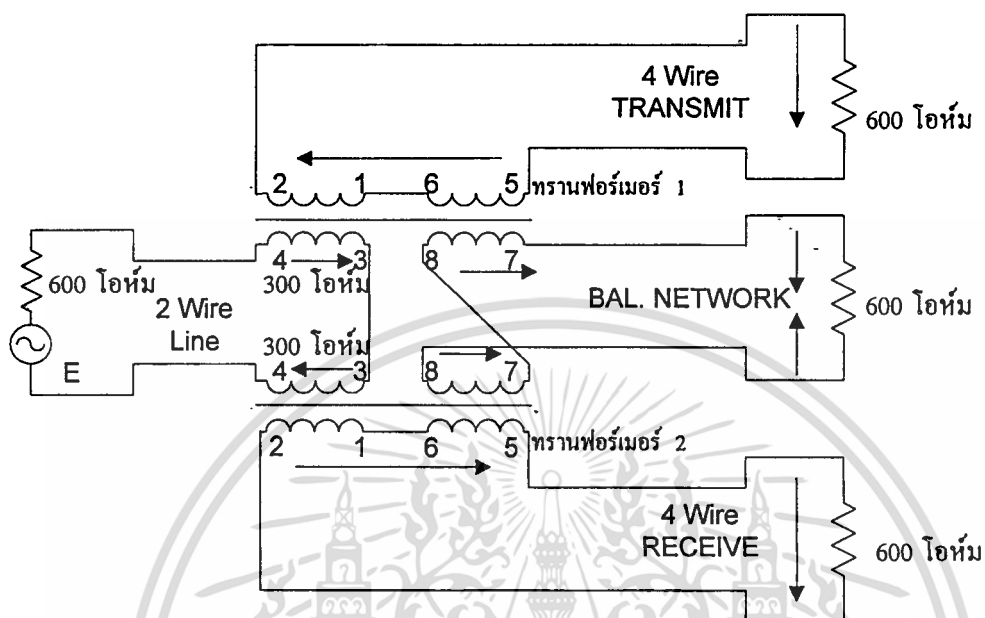 4 Wire
TRANSMIT
600 โอห์ม
2 1 6 5 ทรานฟอร์เมอร์ 1
4 3 8 7
600 โอห์ม
300 โอห์ม
BAL. NETWORK
600 โอห์ม
2 Wire
Line
300 โอห์ม
E
4 3 8 7
2 1 6 5 ทรานฟอร์เมอร์ 2
4 Wire
RECEIVE
600 โอห์ม